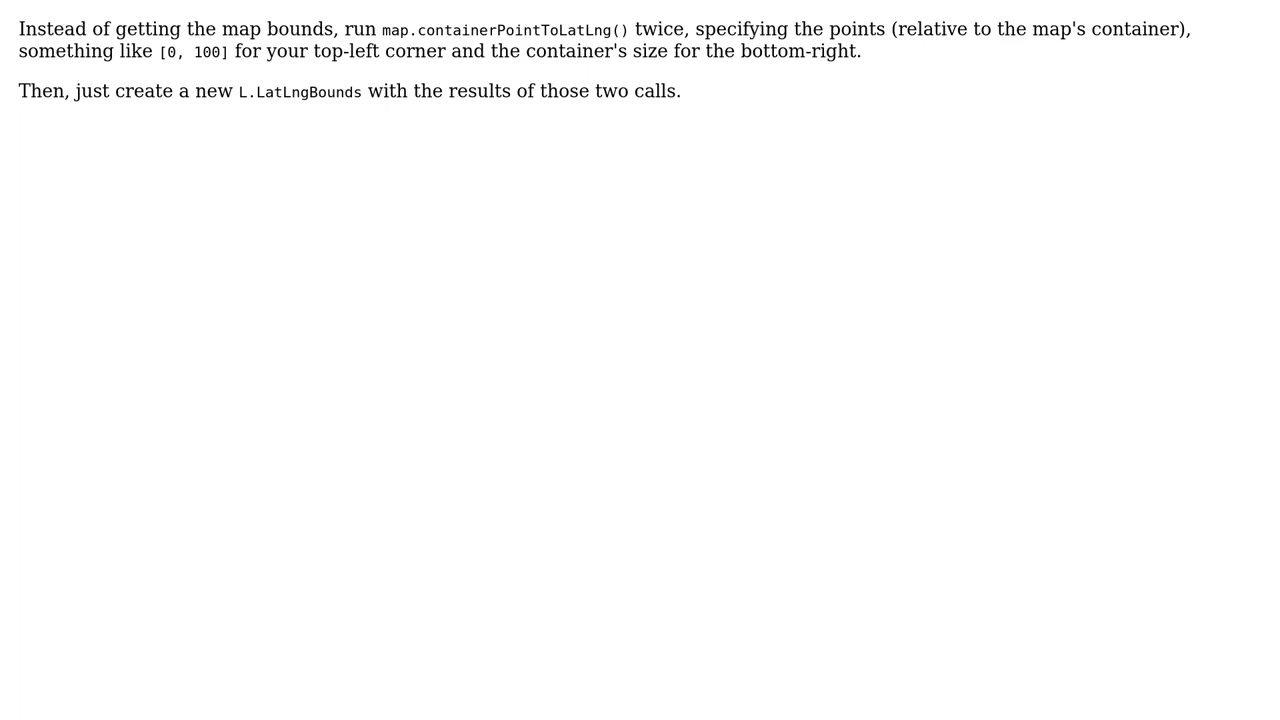 Instead of getting the map bounds, run map.containerPointToLatLng() twice, specifying the points (relative to the map's container),
something like [0, 100] for your top-left corner and the container's size for the bottom-right.
Then, just create a new L.LatLngBounds with the results of those two calls.